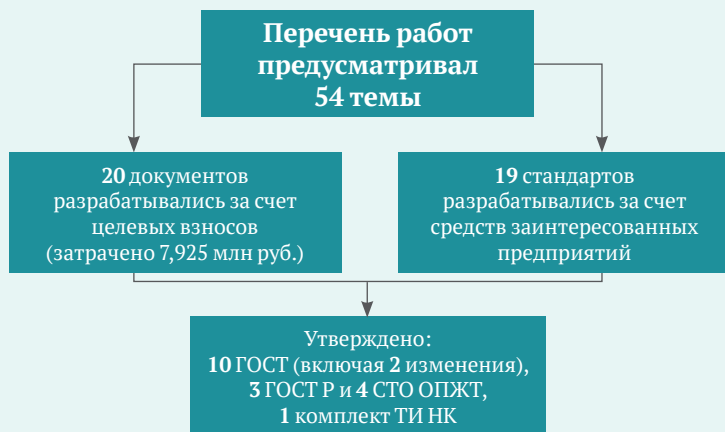 Перечень работ
предусматривал
54 темы
20 документов
разрабатывались за счет
целевых взносов
(затрачено 7,925 млн руб.)
19 стандартов
разрабатывались за счет
средств заинтересованных
предприятий
Утверждено:
10 ГОСТ (включая 2 изменения),
3 ГОСТ Р и 4 СТО ОПЖТ,
1 комплект ТИ НК